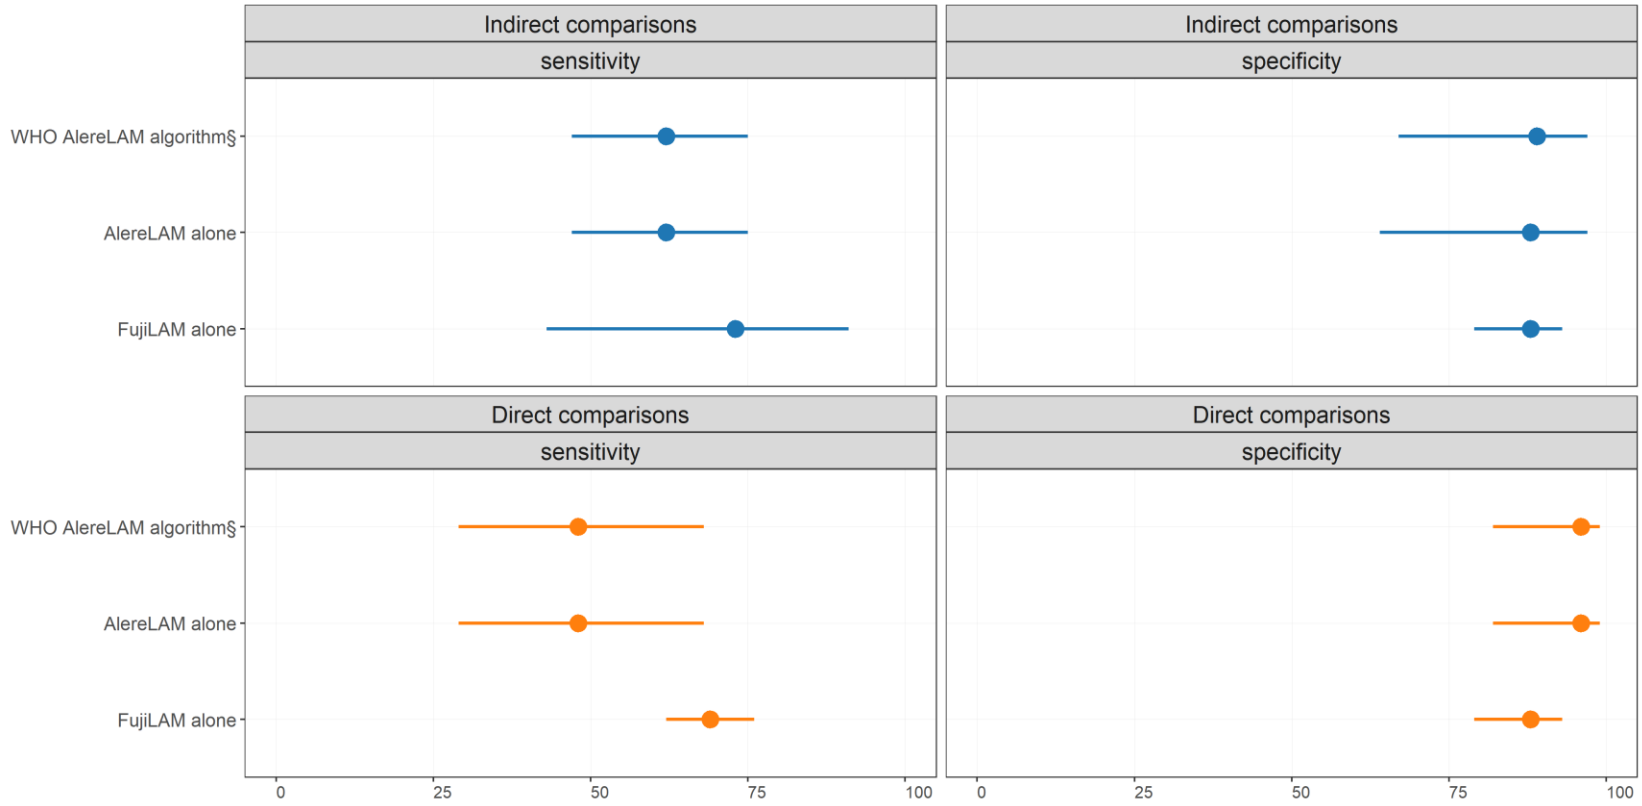 Indirect comparisons
sensitivity
Indirect comparisons
specificity
WHO AlereLAM algorithm§
AlereLAM alone
FujiLAM alone
Direct comparisons
sensitivity
Direct comparisons
specificity
WHO AlereLAM algorithm§
AlereLAM alone
FujiLAM alone
0 25 50 75 100
0 25 50 75 100